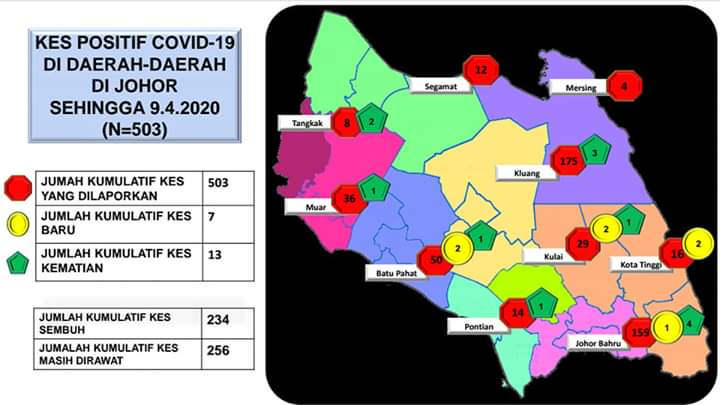 KES POSITIF COVID-19
DI DAERAH-DAERAH
DI JOHOR
SEHINGGA 9.4.2020
(N=503)
JUMAH KUMULATIF KES
YANG DILAPORKAN
503
JUMLAH KUMULATIF KES
BARU
7
JUMLAH KUMULATIF KES
KEMATIAN
13
JUMLAH KUMULATIF KES
SEMBUH
234
JUMALAH KUMULATIF KES
MASIH DIRAWAT
256
Segamat 12
Mersing 4
Tangkak 8 2
Kluang 175 3
Muar 36 1
Batu Pahat 50 2 1
Kulai 29 2 1
Kota Tinggi 16 2
Pontian 14 1
Johor Bahru 159 1 4